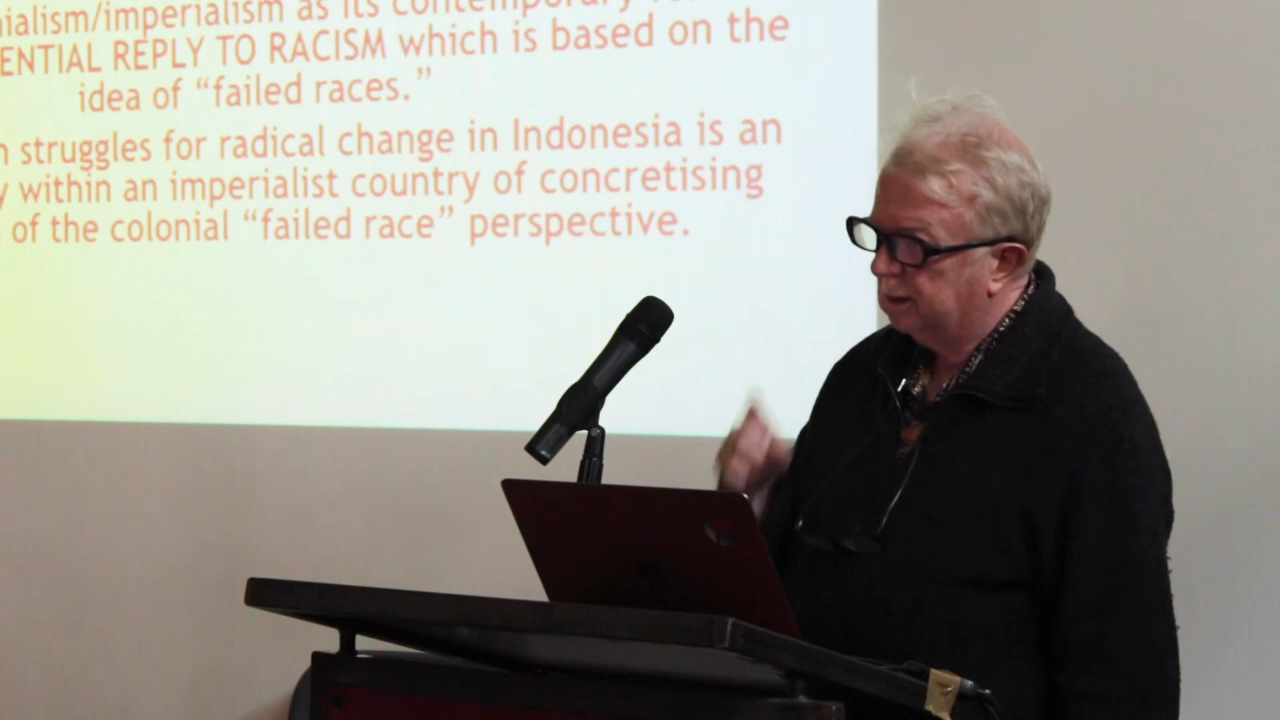 nialism/imperialism as its contemporary
ENTIAL REPLY TO RACISM which is based on the
idea of “failed races.”
struggles for radical change in Indonesia is an
within an imperialist country of concretising
of the colonial “failed race” perspective.